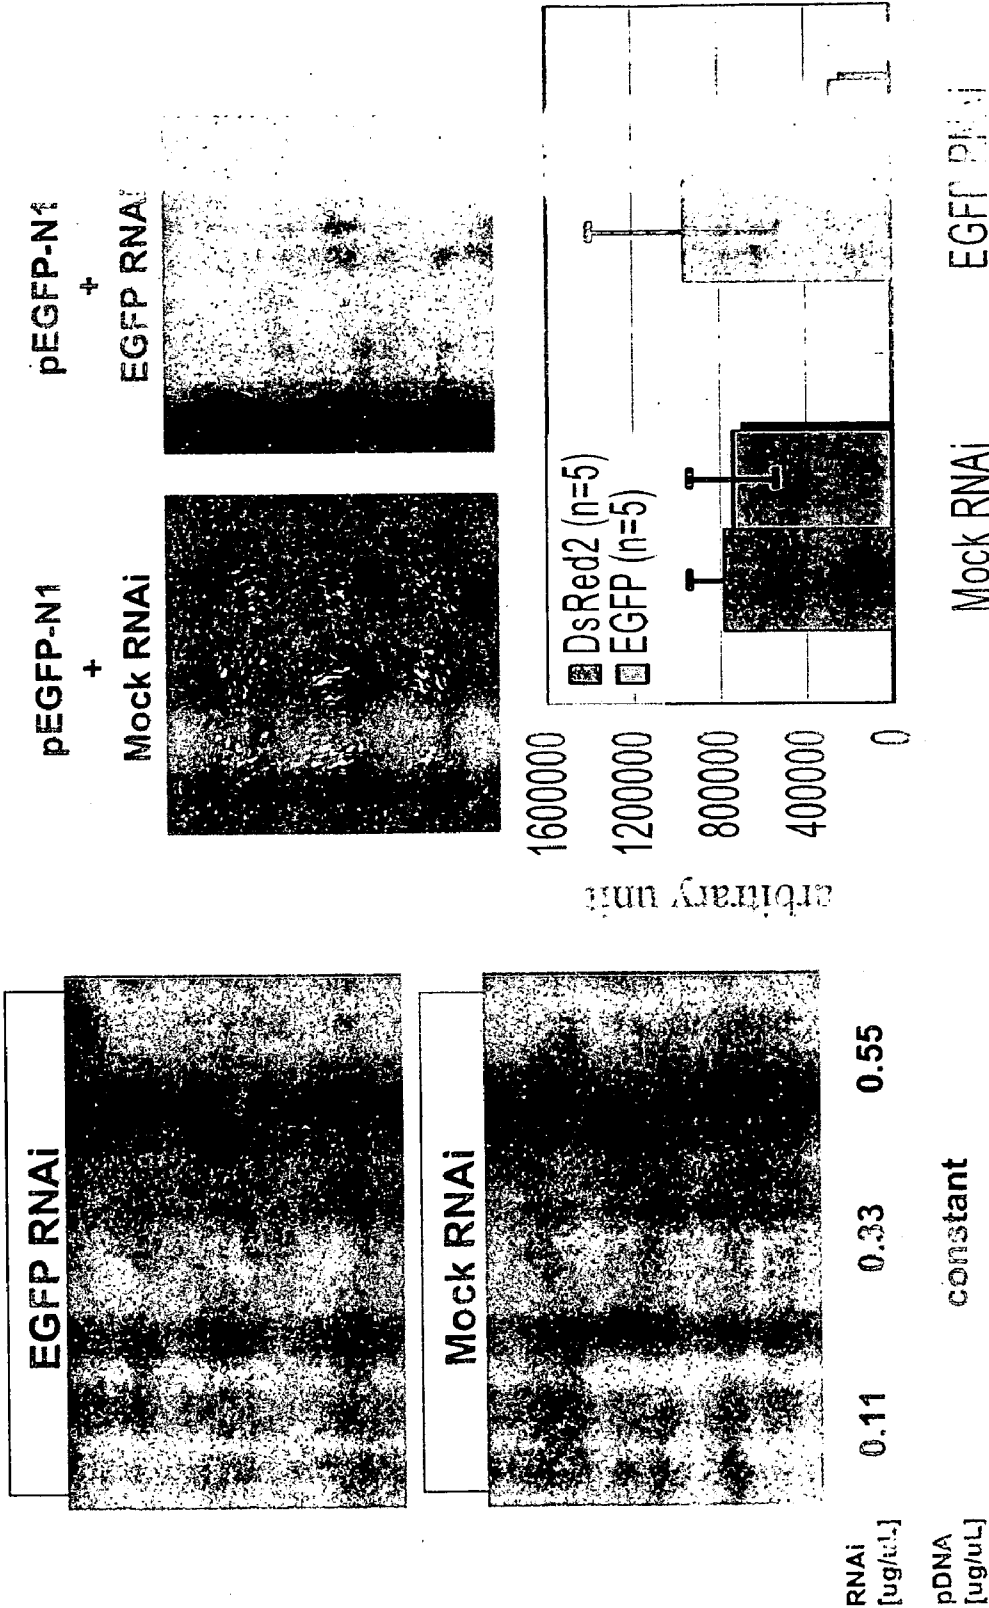 EGFP RNAi
Mock RNAi
RNAi
[ug/uL]
0.11 0.33 0.55
pDNA
[ug/uL]
constant
pEGFP-N1
+
Mock RNAi
pEGFP-N1
+
EGFP RNAi
arbitrary unit
1600000
1200000
800000
400000
0
DsRed2 (n=5)
EGFP (n=5)
Mock RNAi
EGFP RNAi